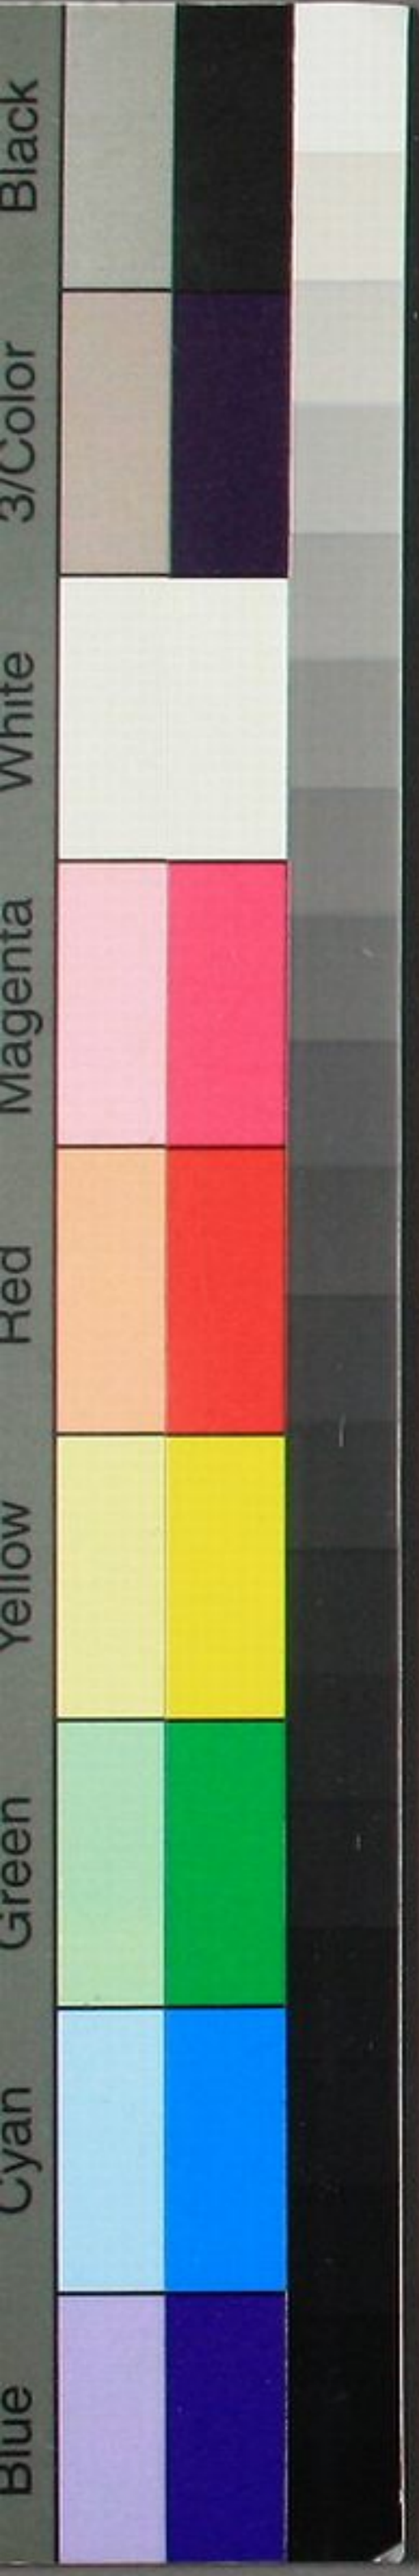 Blue
Cyan
Green
Yellow
Red
Magenta
White
3/Color
Black